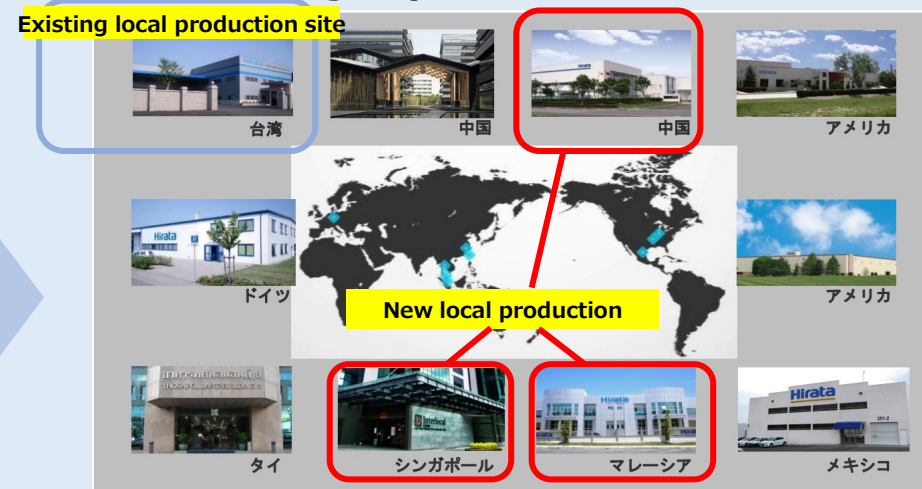 Existing local production site
Hirata
台湾
中国
中国
アメリカ
Hirata
ドイツ
アメリカ
New local production
タイ
シンガポール
Hirata
マレーシア
Hirata
メキシコ